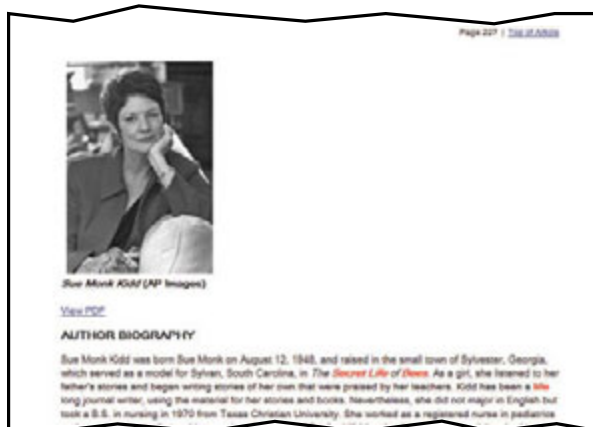 Page 227 | Top of Article
Sue Monk Kidd (AP Images)
View PDF
AUTHOR BIOGRAPHY
Sue Monk Kidd was born Sue Monk on August 12, 1948, and raised in the small town of Sylvester, Georgia,
which served as a model for Sylvan, South Carolina, in The Secret Life of Bees. As a girl, she listened to her
father's stories and began writing stories of her own that were praised by her teachers. Kidd has been a life
long journal writer, using the material for her stories and books. Nevertheless, she did not major in English but
took a B.S. in nursing in 1970 from Texas Christian University. She worked as a registered nurse in pediatrics